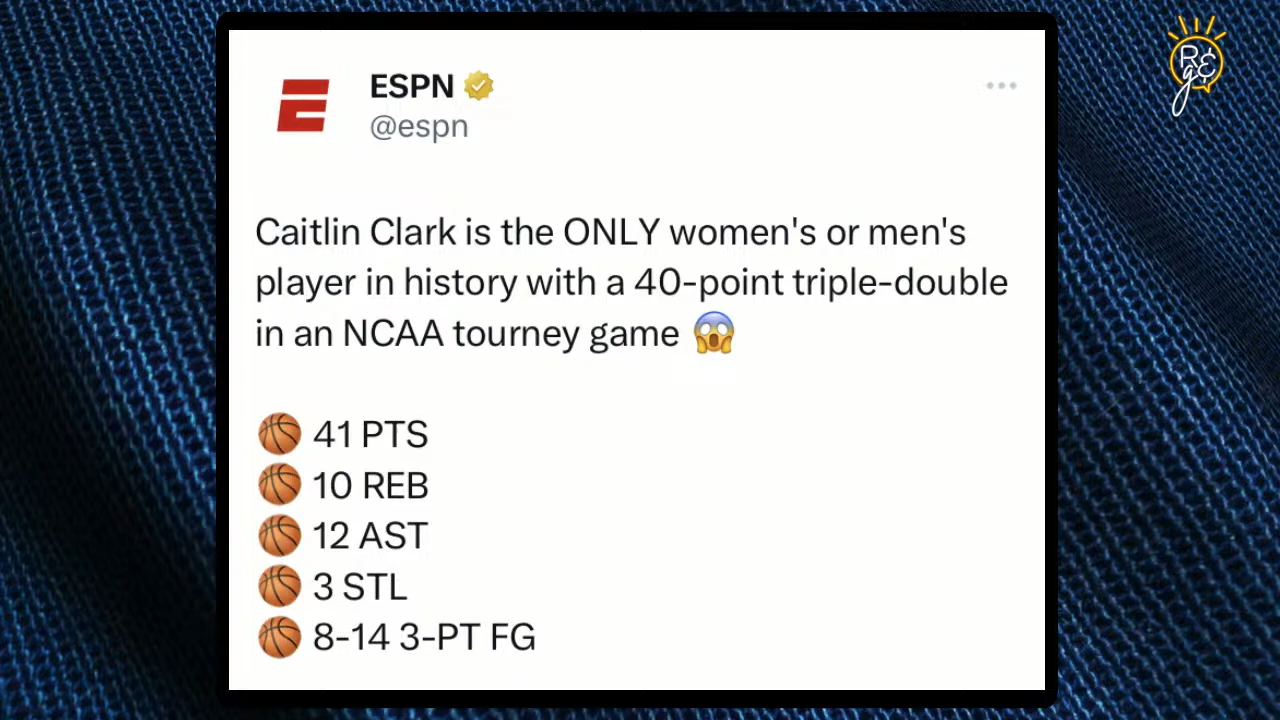 ESPN
@espn
Caitlin Clark is the ONLY women's or men's
player in history with a 40-point triple-double
in an NCAA tourney game 😱
🏀 41 PTS
🏀 10 REB
🏀 12 AST
🏀 3 STL
🏀 8-14 3-PT FG
R&
g